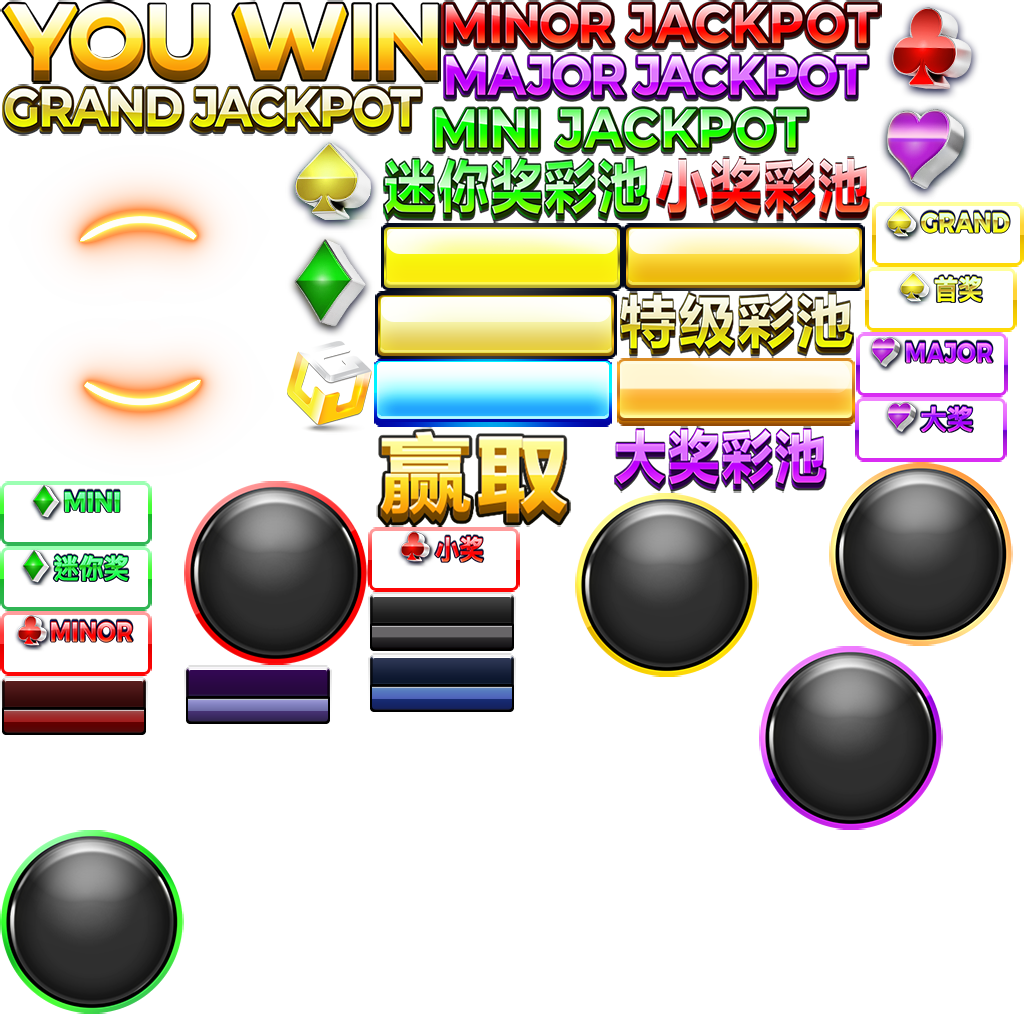 YOU WIN
MINOR JACKPOT
MAJOR JACKPOT
GRAND JACKPOT
MINI JACKPOT
迷你奖彩池
小奖彩池
GRAND
首奖
特级彩池
MAJOR
大奖
赢取
大奖彩池
MINI
小奖
迷你奖
MINOR